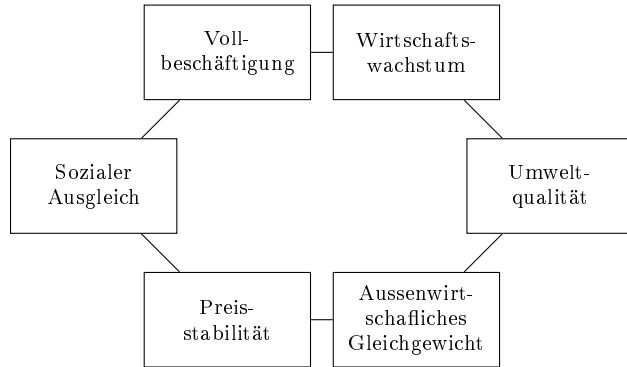 Voll-
beschäftigung
Wirtschafts-
wachstum
Sozialer
Ausgleich
Umwelt-
qualität
Preis-
stabilität
Aussenwirt-
schafliches
Gleichgewicht